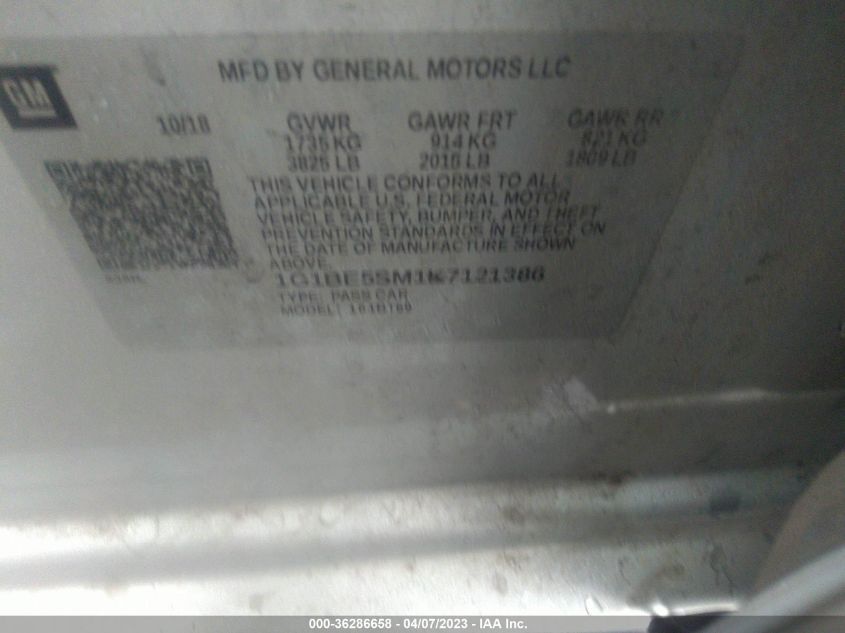 MFD BY GENERAL MOTORS LLC
GM
10/18 GVWR GAWR FRT GAWR RR
1735 KG 914 KG 821 KG
3825 LB 2015 LB 1809 LB
THIS VEHICLE CONFORMS TO ALL
APPLICABLE U.S. FEDERAL MOTOR
VEHICLE SAFETY, BUMPER, AND THEFT
PREVENTION STANDARDS IN EFFECT ON
THE DATE OF MANUFACTURE SHOWN
ABOVE.
1G1BE5SM1K7121386
TYPE: PASS CAR
MODEL: 1G1BT69
000-36286658 - 04/07/2023 - IAA Inc.